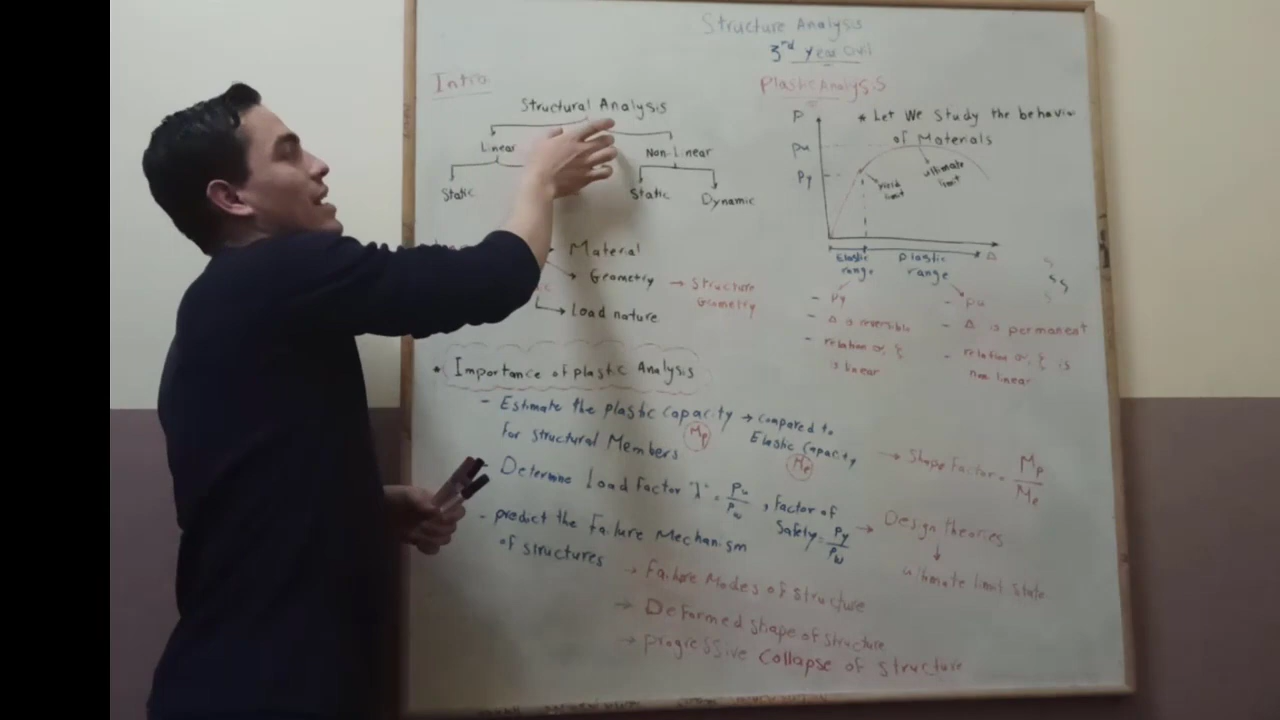 Structure Analysis
3rd Year Civil
Intro
Structural Analysis
Linear
Non-Linear
Static
Static
Dynamic
Material
Geometry → Structure Geometry
Load nature
Plastic Analysis
* Let We Study the behavior
of Materials
P
Pu
Py
yield limit
ultimate limit
Δ
Elastic range
Plastic range
- Py
- Δ is reversible
- relation σ, ξ is linear
- Pu
- Δ is permanent
- relation σ, ξ is non linear
* Importance of plastic Analysis
- Estimate the plastic capacity → compared to
for structural Members Mp Elastic Capacity Me → Shape factor = Mp/Me
- Determine Load Factor "λ" = Pu/Pw, Factor of Safety = Py/Pw → Design theories
↓
ultimate limit state
- predict the Failure Mechanism
of structures
→ Failure Modes of structure
→ Deformed shape of structure
→ progressive Collapse of structure